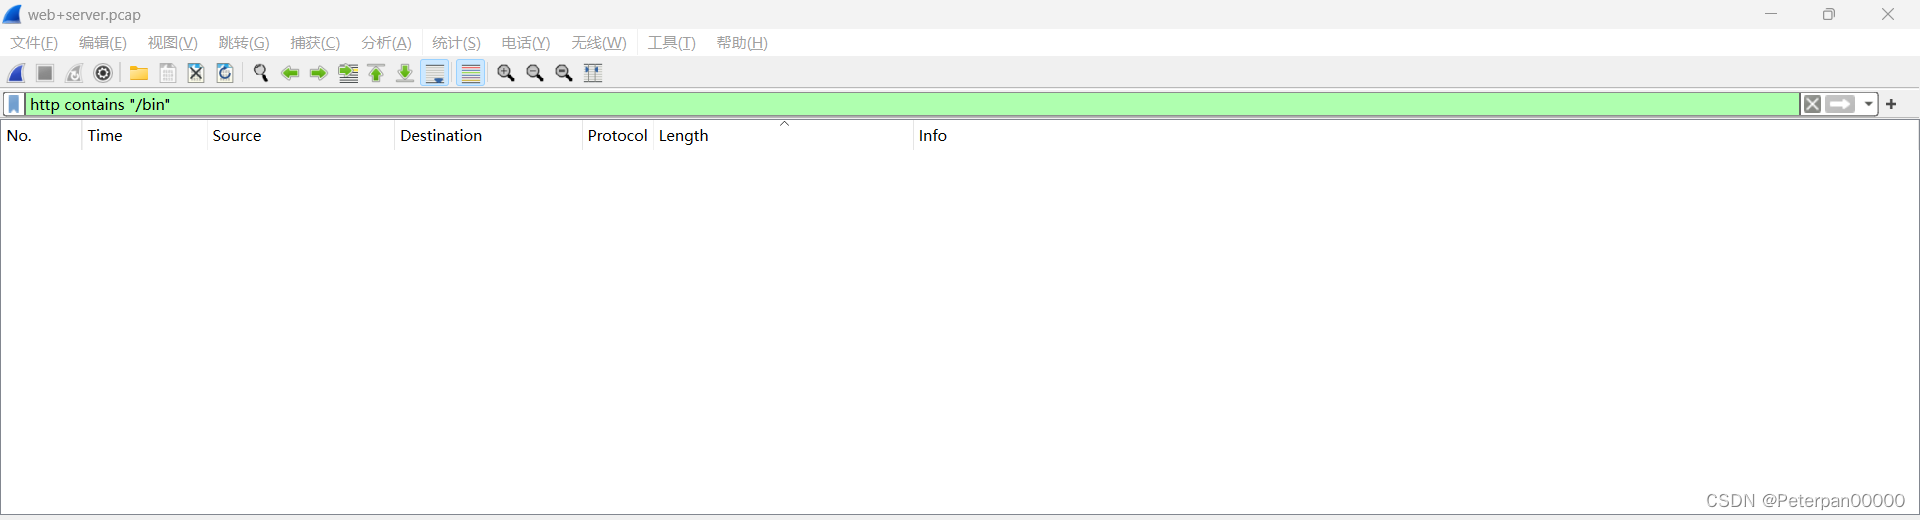 web+server.pcap
文件(F) 编辑(E) 视图(V) 跳转(G) 捕获(C) 分析(A) 统计(S) 电话(Y) 无线(W) 工具(T) 帮助(H)
http contains "/bin"
No. Time Source Destination Protocol Length Info
CSDN @Peterpan00000